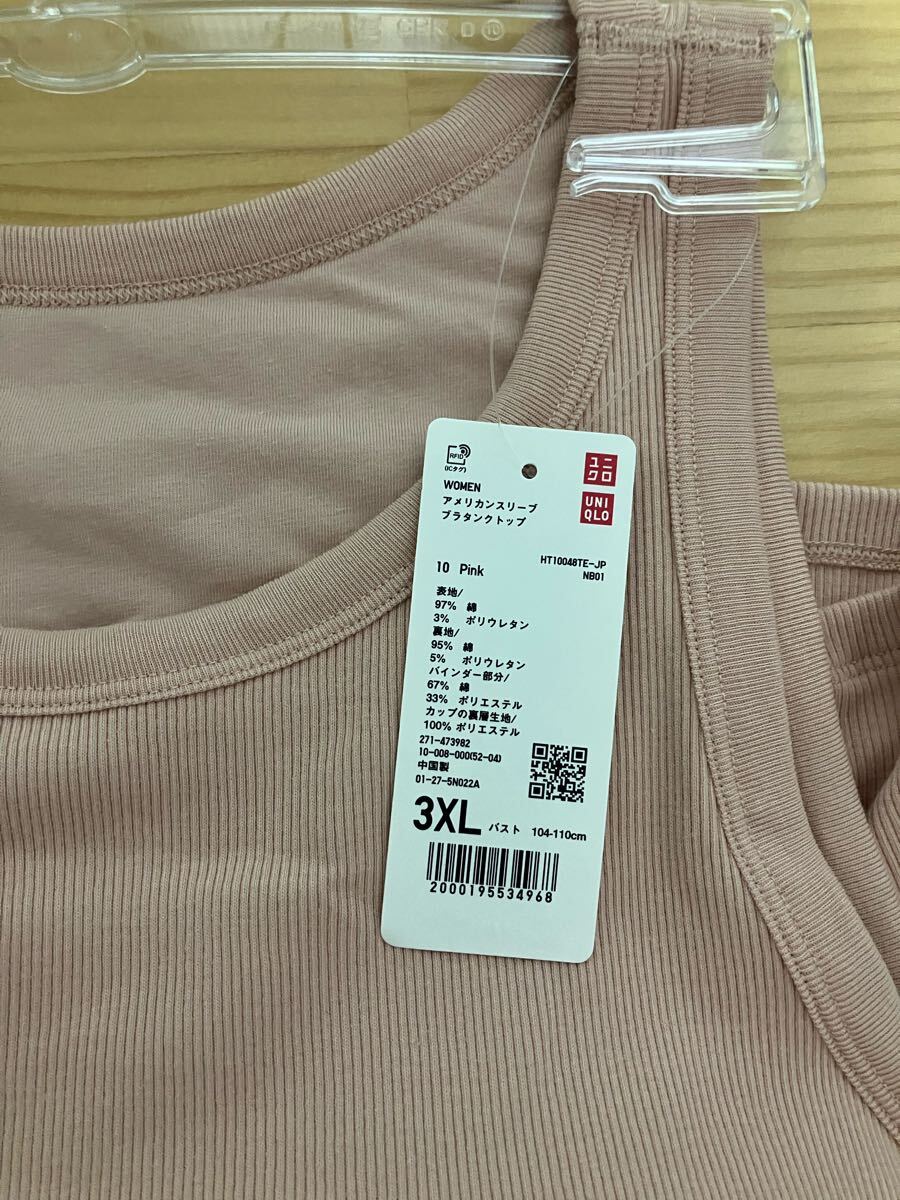 RFID
(ICタグ)
ユニ
クロ
UNI
QLO
WOMEN
アメリカンスリーブ
ブラタンクトップ
10 Pink
HT10048TE-JP
NB01
表地/
97% 綿
3% ポリウレタン
裏地/
95% 綿
5% ポリウレタン
バインダー部分/
67% 綿
33% ポリエステル
カップの裏層生地/
100% ポリエステル
271-473982
10-008-000(52-04)
中国製
01-27-5N022A
3XL バスト 104-110cm
2000195534968